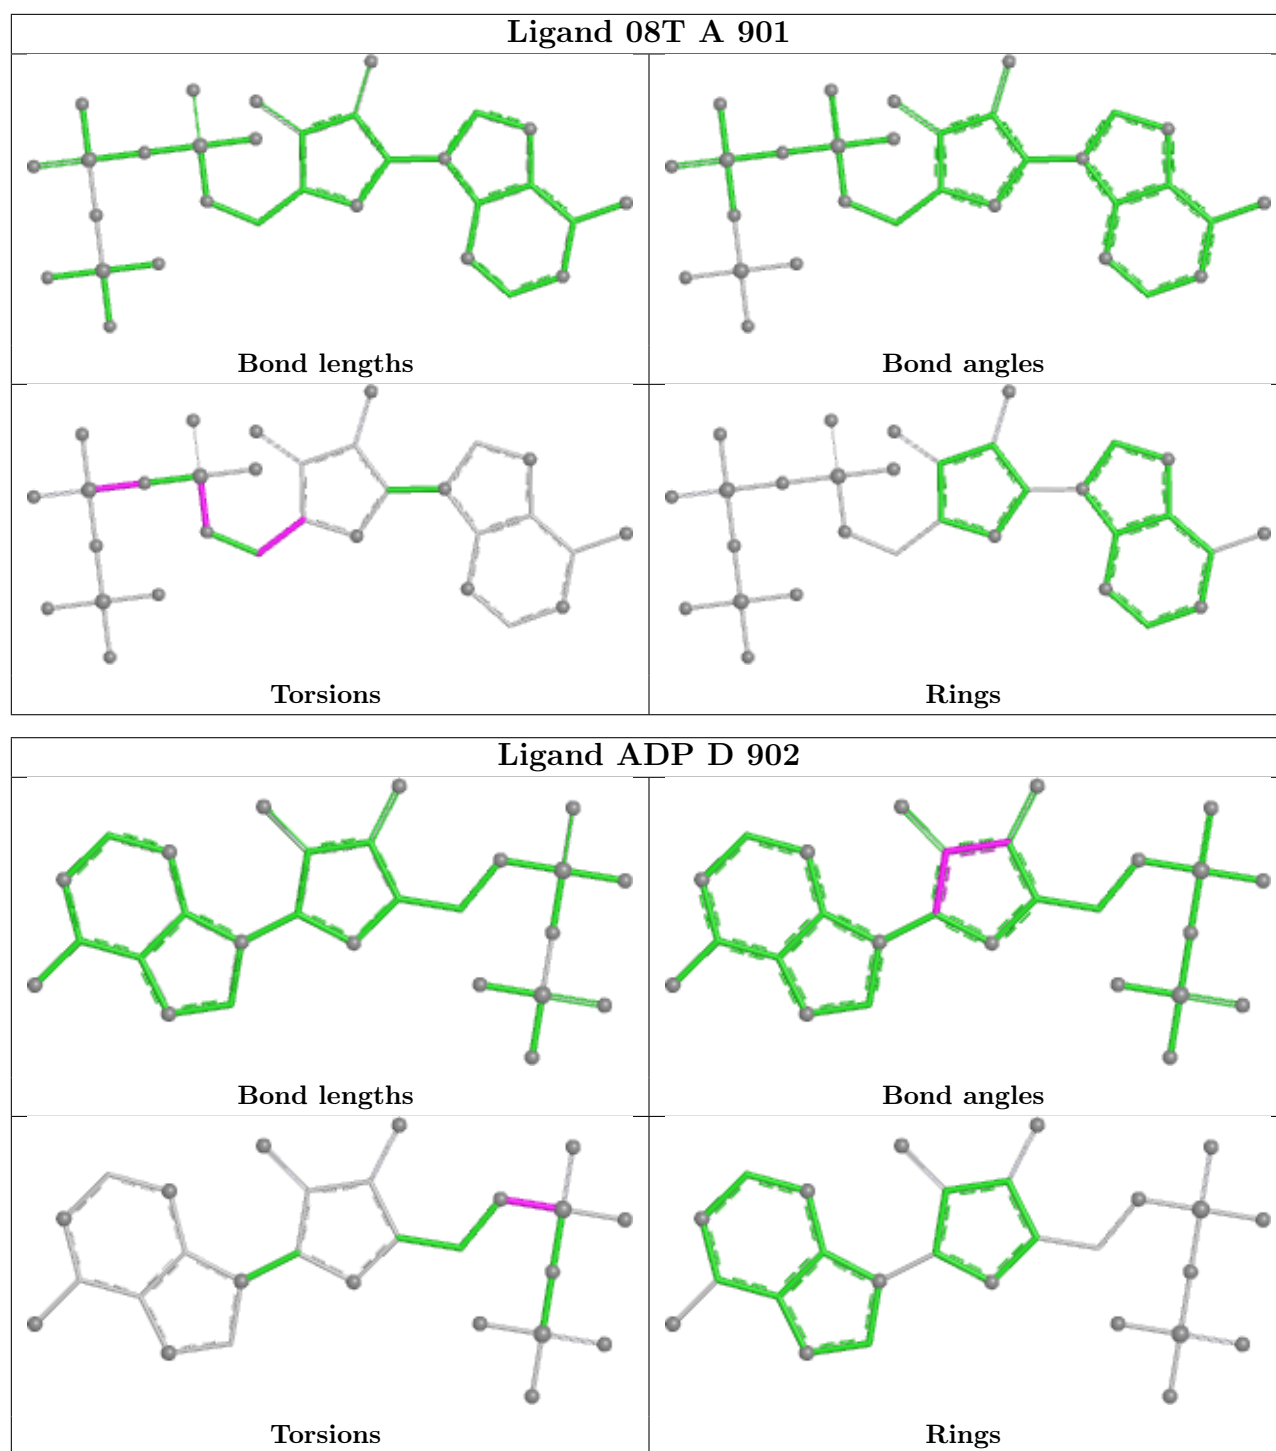 Ligand 08T A 901
Bond lengths
Bond angles
Torsions
Rings
Ligand ADP D 902
Bond lengths
Bond angles
Torsions
Rings